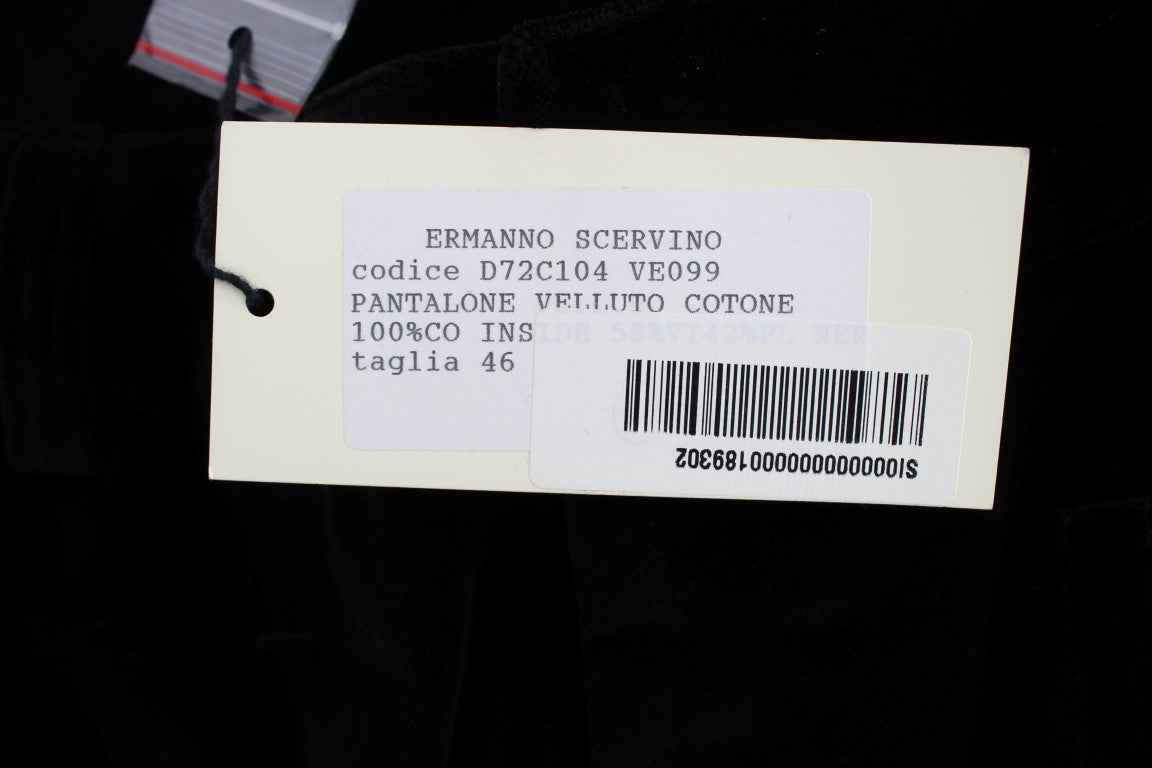 ERMANNO SCERVINO
codice D72C104 VE099
PANTALONE VELLUTO COTONE
100%CO INS
taglia 46
SI000000000000189302